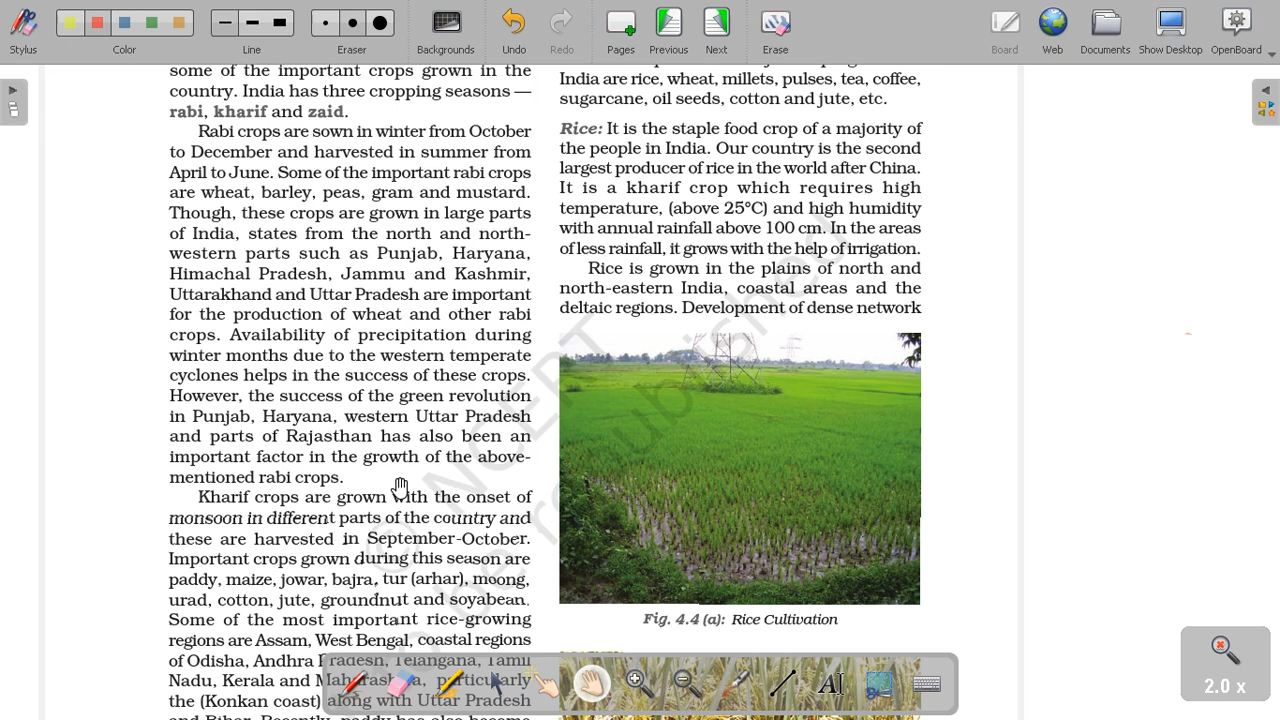 Stylus
Color
Line
Eraser
Backgrounds
Undo
Redo
Pages
Previous
Next
Erase
Board
Web
Documents
Show Desktop
OpenBoard
some of the important crops grown in the
country. India has three cropping seasons —
rabi, kharif and zaid.
Rabi crops are sown in winter from October
to December and harvested in summer from
April to June. Some of the important rabi crops
are wheat, barley, peas, gram and mustard.
Though, these crops are grown in large parts
of India, states from the north and north-
western parts such as Punjab, Haryana,
Himachal Pradesh, Jammu and Kashmir,
Uttarakhand and Uttar Pradesh are important
for the production of wheat and other rabi
crops. Availability of precipitation during
winter months due to the western temperate
cyclones helps in the success of these crops.
However, the success of the green revolution
in Punjab, Haryana, western Uttar Pradesh
and parts of Rajasthan has also been an
important factor in the growth of the above-
mentioned rabi crops.
Kharif crops are grown with the onset of
monsoon in different parts of the country and
these are harvested in September-October.
Important crops grown during this season are
paddy, maize, jowar, bajra, tur (arhar), moong,
urad, cotton, jute, groundnut and soyabean.
Some of the most important rice-growing
regions are Assam, West Bengal, coastal regions
of Odisha, Andhra Pradesh, Telangana, Tamil
Nadu, Kerala and Maharashtra, particularly
the (Konkan coast) along with Uttar Pradesh
and Bihar. Recently, paddy has also become
India are rice, wheat, millets, pulses, tea, coffee,
sugarcane, oil seeds, cotton and jute, etc.
Rice: It is the staple food crop of a majority of
the people in India. Our country is the second
largest producer of rice in the world after China.
It is a kharif crop which requires high
temperature, (above 25°C) and high humidity
with annual rainfall above 100 cm. In the areas
of less rainfall, it grows with the help of irrigation.
Rice is grown in the plains of north and
north-eastern India, coastal areas and the
deltaic regions. Development of dense network
Fig. 4.4 (a): Rice Cultivation
© NCERT
be republished
2.0 x